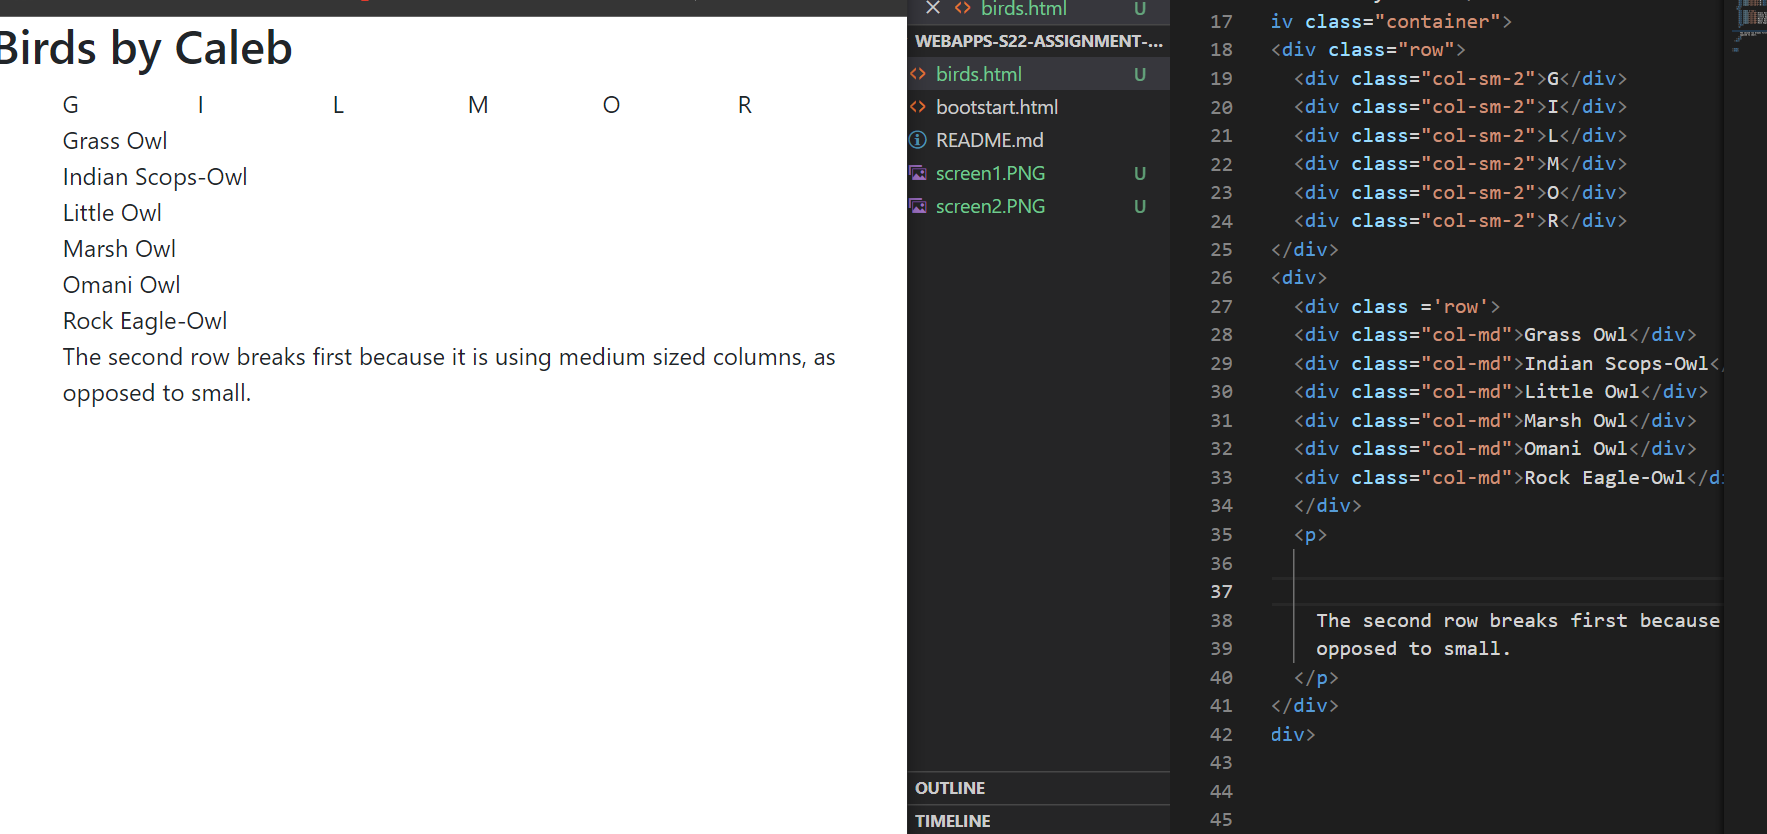 Birds by Caleb
G I L M O R
Grass Owl
Indian Scops-Owl
Little Owl
Marsh Owl
Omani Owl
Rock Eagle-Owl
The second row breaks first because it is using medium sized columns, as
opposed to small.
birds.html U
WEBAPPS-S22-ASSIGNMENT-...
birds.html U
bootstart.html
README.md
screen1.PNG U
screen2.PNG U
OUTLINE
TIMELINE
17 iv class="container">
18 <div class="row">
19 <div class="col-sm-2">G</div>
20 <div class="col-sm-2">I</div>
21 <div class="col-sm-2">L</div>
22 <div class="col-sm-2">M</div>
23 <div class="col-sm-2">O</div>
24 <div class="col-sm-2">R</div>
25 </div>
26 <div>
27 <div class ='row'>
28 <div class="col-md">Grass Owl</div>
29 <div class="col-md">Indian Scops-Owl<
30 <div class="col-md">Little Owl</div>
31 <div class="col-md">Marsh Owl</div>
32 <div class="col-md">Omani Owl</div>
33 <div class="col-md">Rock Eagle-Owl</di
34 </div>
35 <p>
36
37
38 The second row breaks first because
39 opposed to small.
40 </p>
41 </div>
42 div>
43
44
45